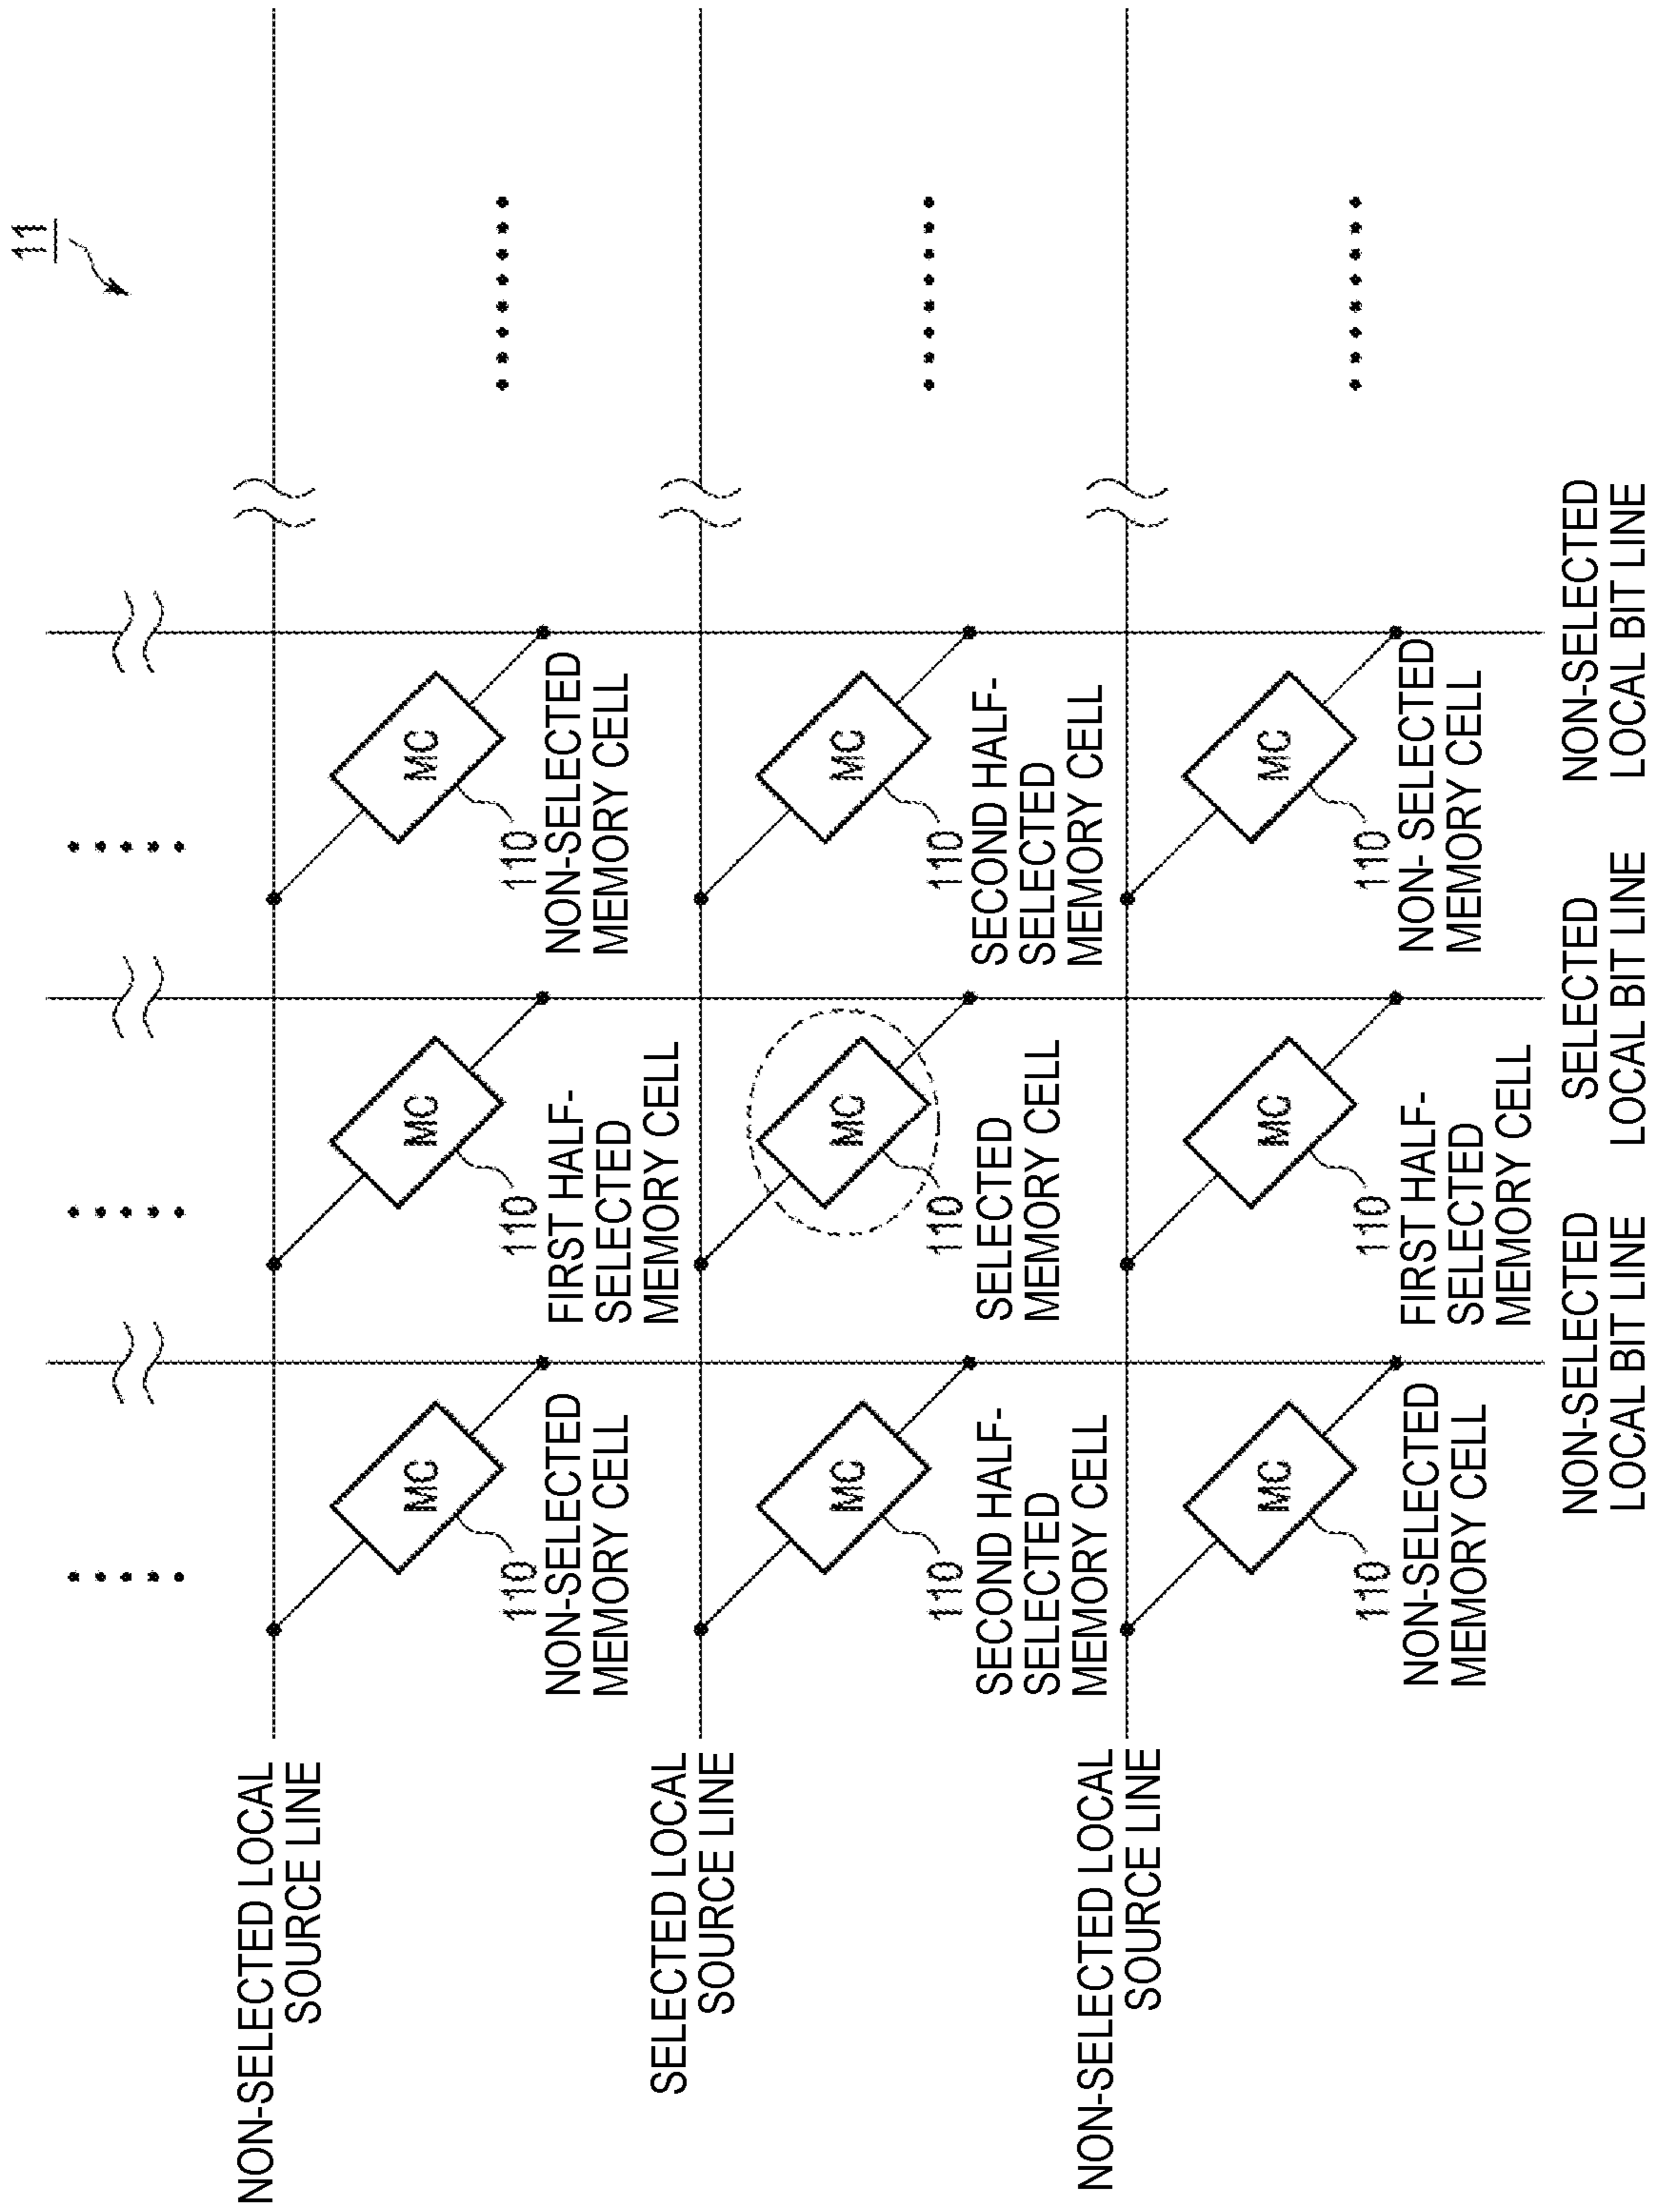 11
NON-SELECTED LOCAL
SOURCE LINE
MC
110
NON-SELECTED
MEMORY CELL
MC
110
FIRST HALF-
SELECTED
MEMORY CELL
MC
110
NON-SELECTED
MEMORY CELL
SELECTED LOCAL
SOURCE LINE
MC
110
SECOND HALF-
SELECTED
MEMORY CELL
MC
110
SELECTED
MEMORY CELL
MC
110
SECOND HALF-
SELECTED
MEMORY CELL
NON-SELECTED LOCAL
SOURCE LINE
MC
110
NON-SELECTED
MEMORY CELL
MC
110
FIRST HALF-
SELECTED
MEMORY CELL
MC
110
NON- SELECTED
MEMORY CELL
NON-SELECTED
LOCAL BIT LINE
SELECTED
LOCAL BIT LINE
NON-SELECTED
LOCAL BIT LINE